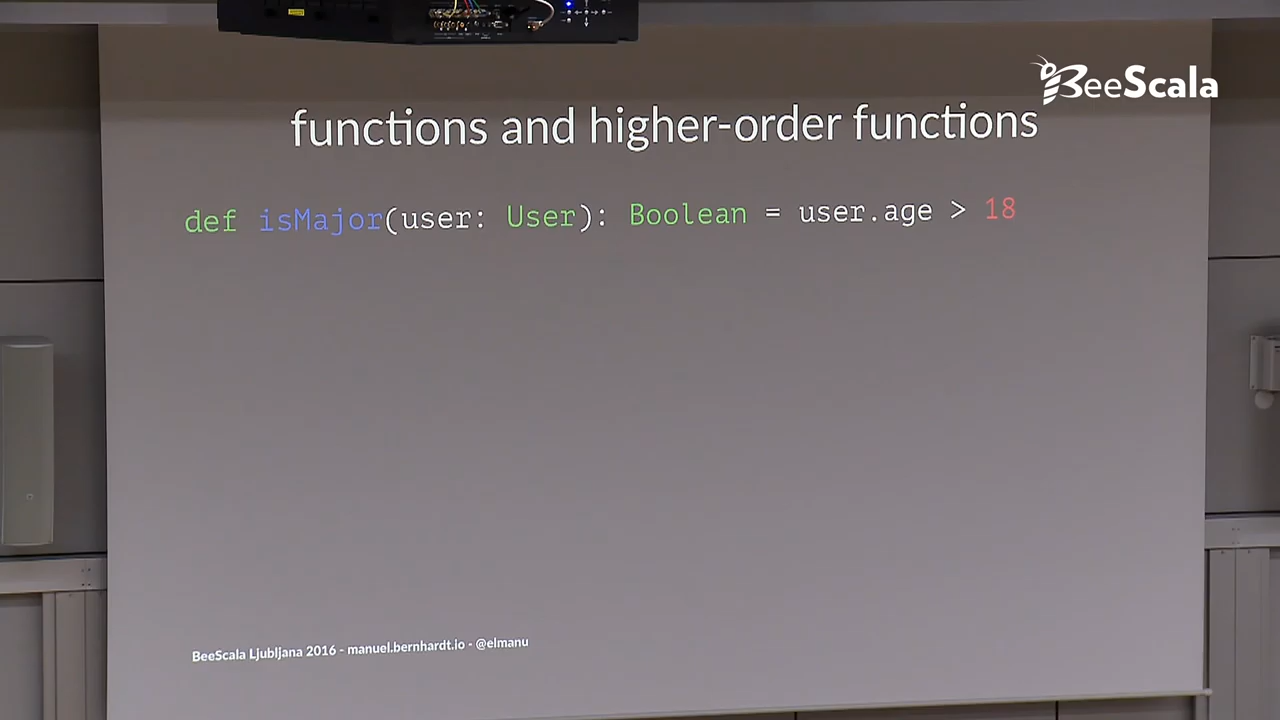 BeeScala
functions and higher-order functions
def isMajor(user: User): Boolean = user.age > 18
BeeScala Ljubljana 2016 - manuel.bernhardt.io - @elmanu